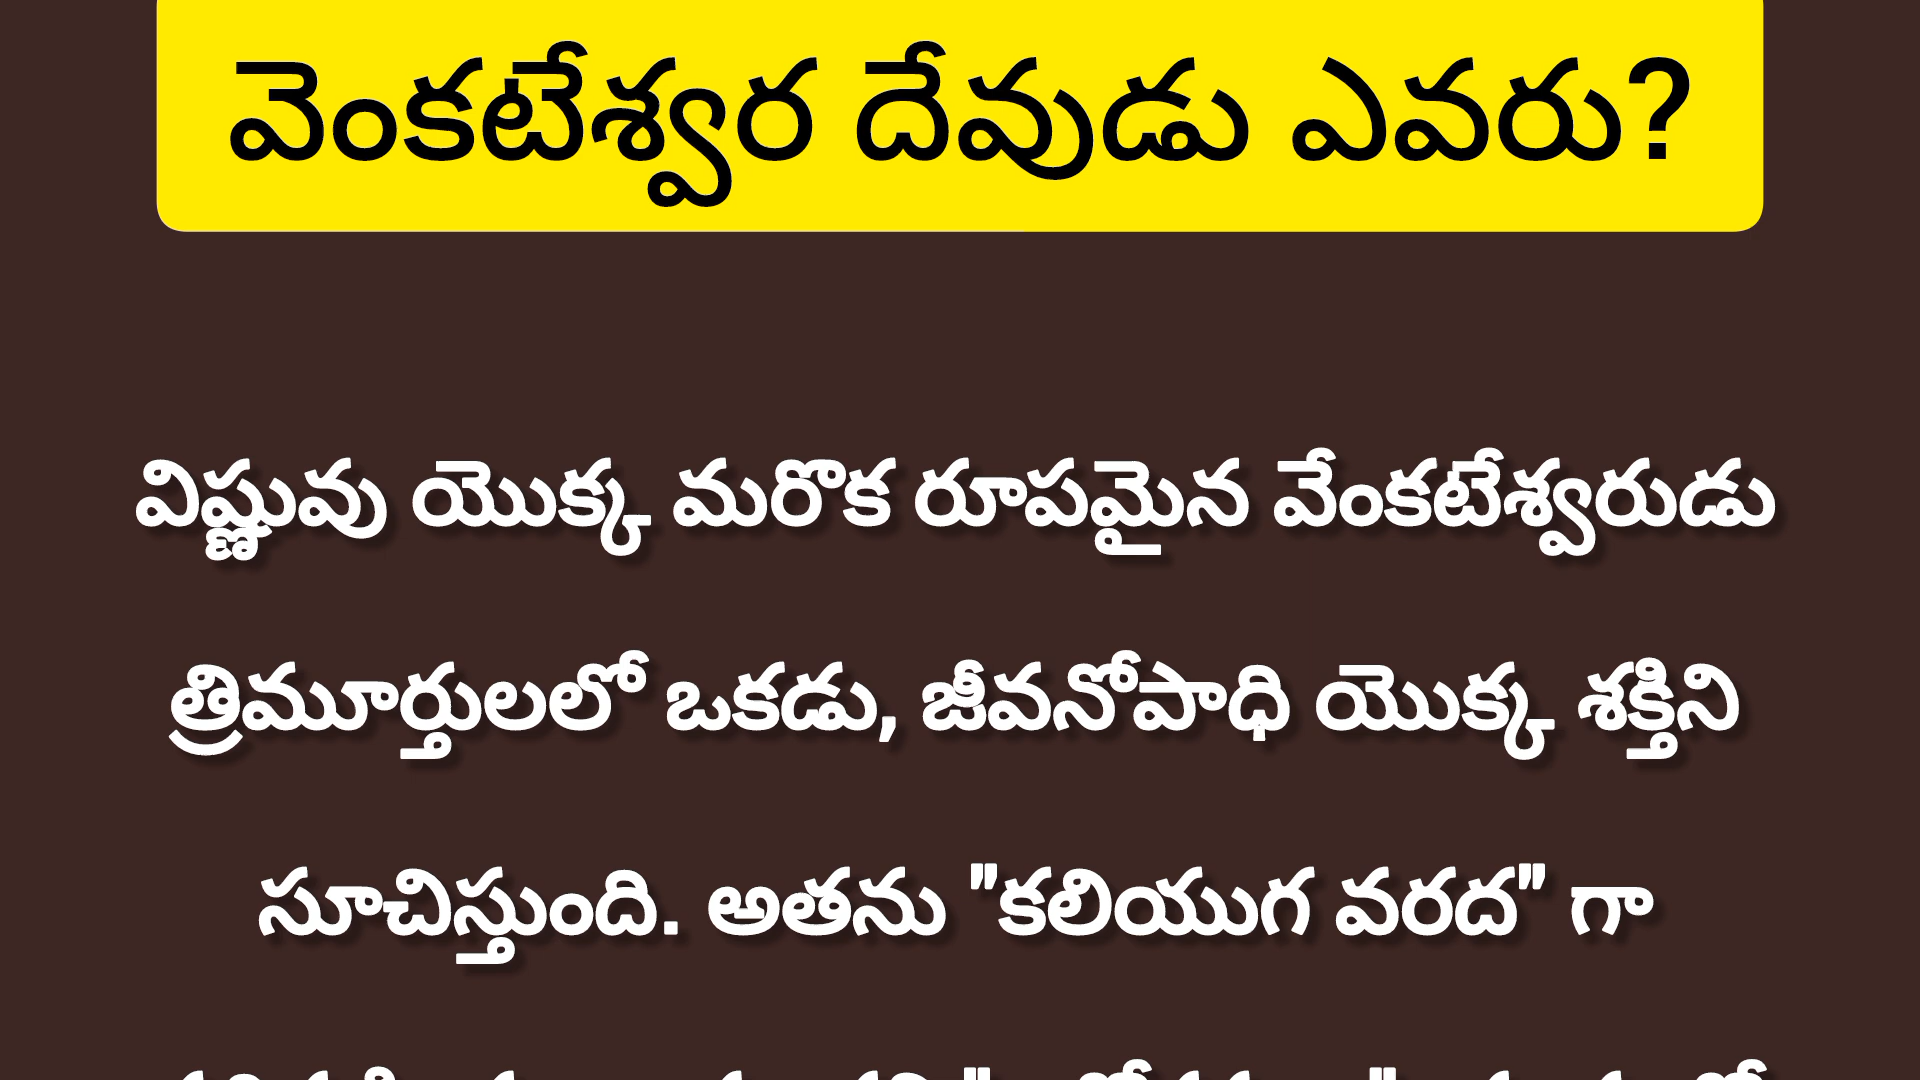 వెంకటేశ్వర దేవుడు ఎవరు?
విష్ణువు యొక్క మరొక రూపమైన వేంకటేశ్వరుడు
త్రిమూర్తులలో ఒకడు, జీవనోపాధి యొక్క శక్తిని
సూచిస్తుంది. అతను "కలియుగ వరద" గా